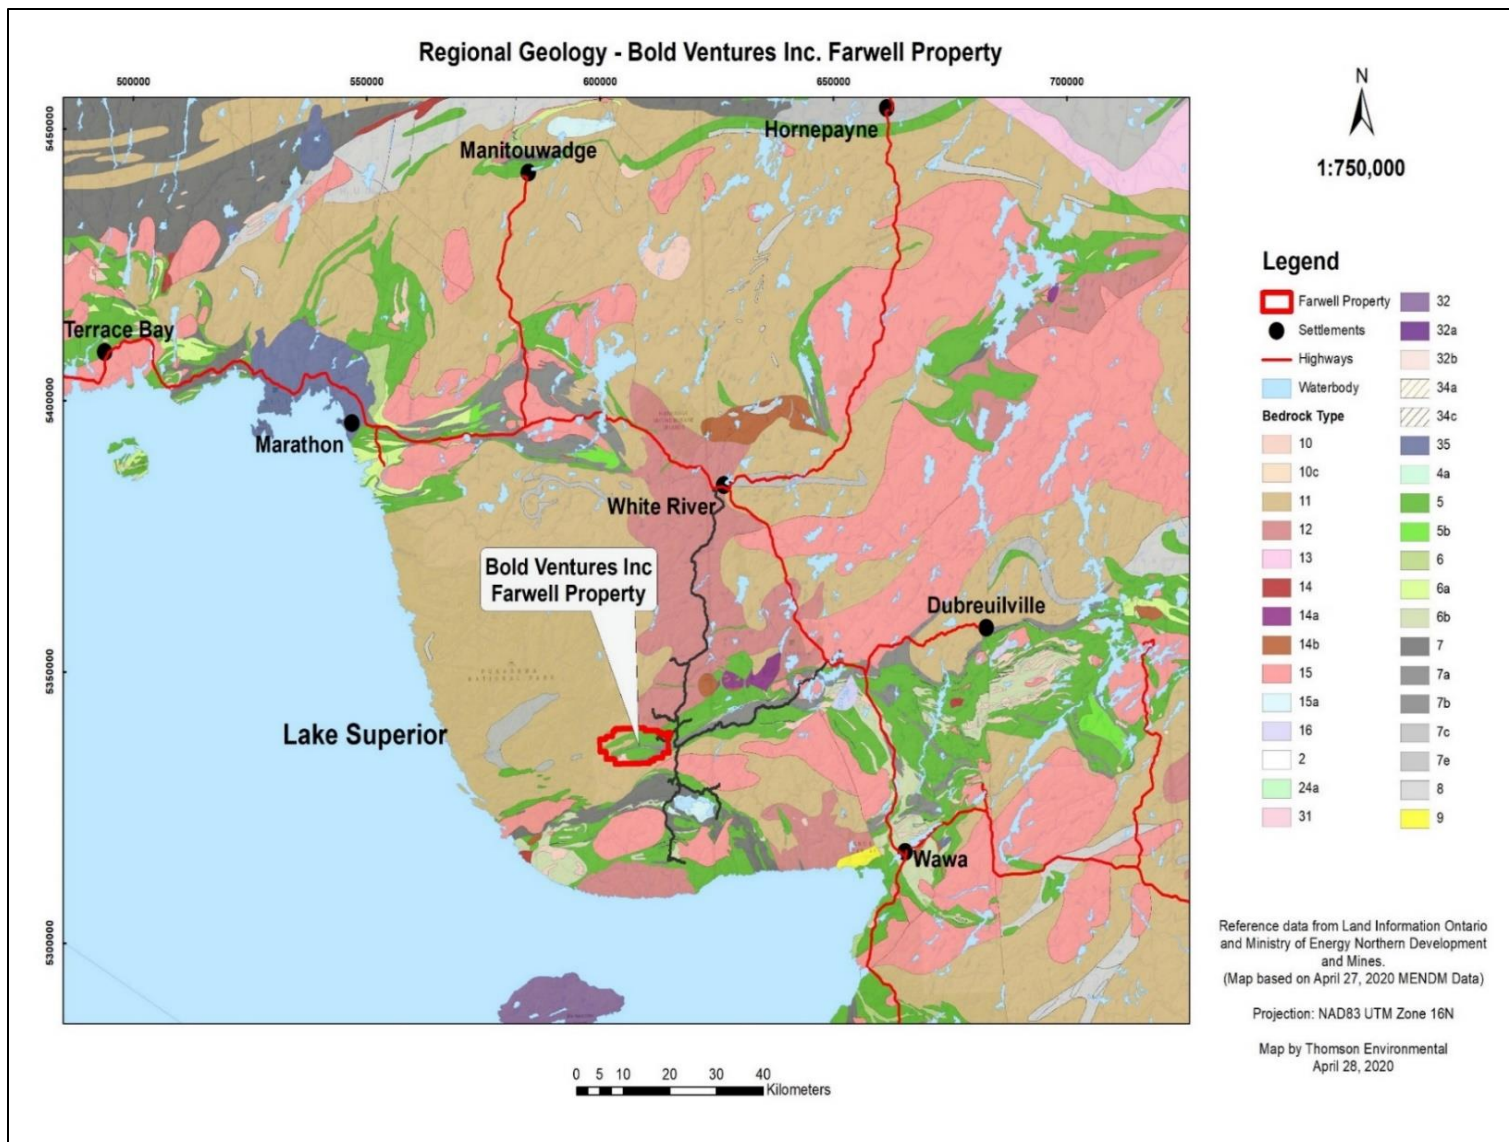 Regional Geology - Bold Ventures Inc. Farwell Property
500000
550000
600000
650000
700000
5450000
5400000
5350000
5300000
Hornepayne
Manitouwadge
Terrace Bay
Marathon
White River
Bold Ventures Inc
Farwell Property
Dubreuilville
NATIONAL PARK
Lake Superior
Wawa
N
1:750,000
Legend
Farwell Property
Settlements
Highways
Waterbody
Bedrock Type
10
10c
11
12
13
14
14a
14b
15
15a
16
2
24a
31
32
32a
32b
34a
34c
35
4a
5
5b
6
6a
6b
7
7a
7b
7c
7e
8
9
Reference data from Land Information Ontario
and Ministry of Energy Northern Development
and Mines.
(Map based on April 27, 2020 MENDM Data)
Projection: NAD83 UTM Zone 16N
Map by Thomson Environmental
April 28, 2020
0 5 10 20 30 40
Kilometers